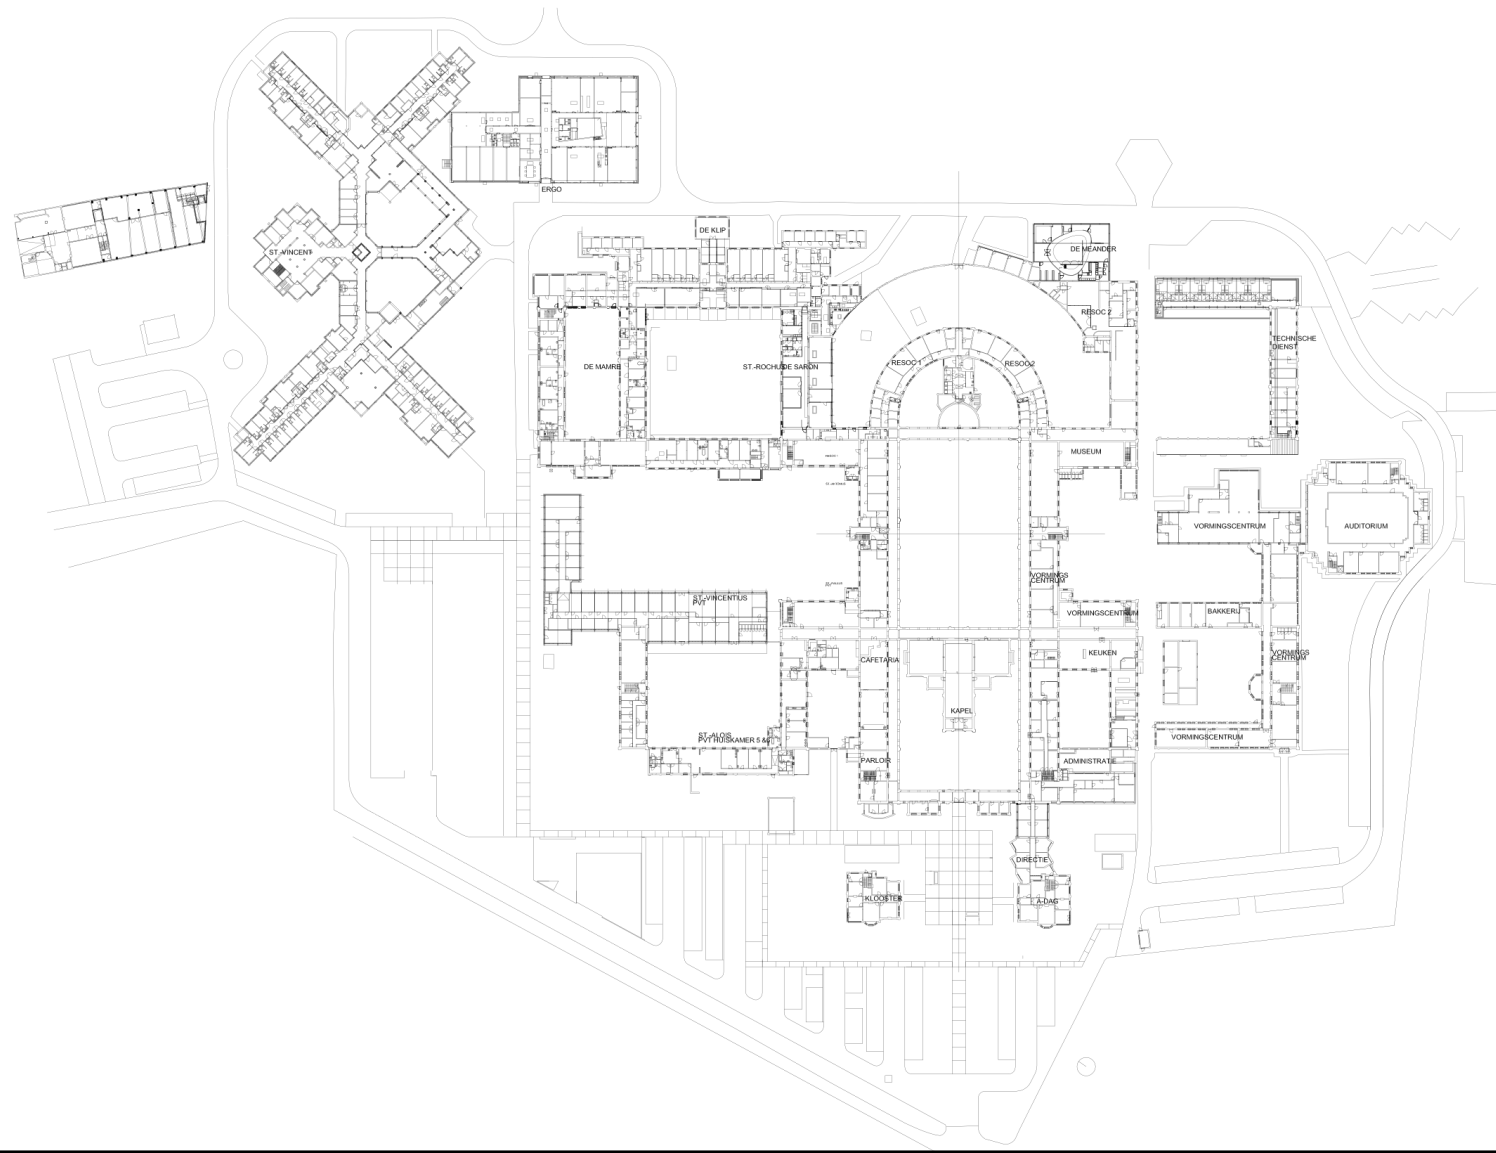 ERGO
DE KLIP
ST.-VINCENT
DE MEANDER
RESOC 2
TECHNISCHE
DIENST
DE MAMRE
ST.-ROCHUS
DE SARON
RESOC 1
RESOC 2
MUSEUM
VORMINGSCENTRUM
AUDITORIUM
VORMINGS
CENTRUM
ST.-VINCENTIUS
PVT
VORMINGSCENTRUM
BAKKERIJ
CAFETARIA
KEUKEN
VORMINGS
CENTRUM
KAPEL
ST.-ALOIS
PVT HUISKAMER 5 &
VORMINGSCENTRUM
PARLOIR
ADMINISTRATIE
DIRECTIE
KLOOSTER
A-DAG